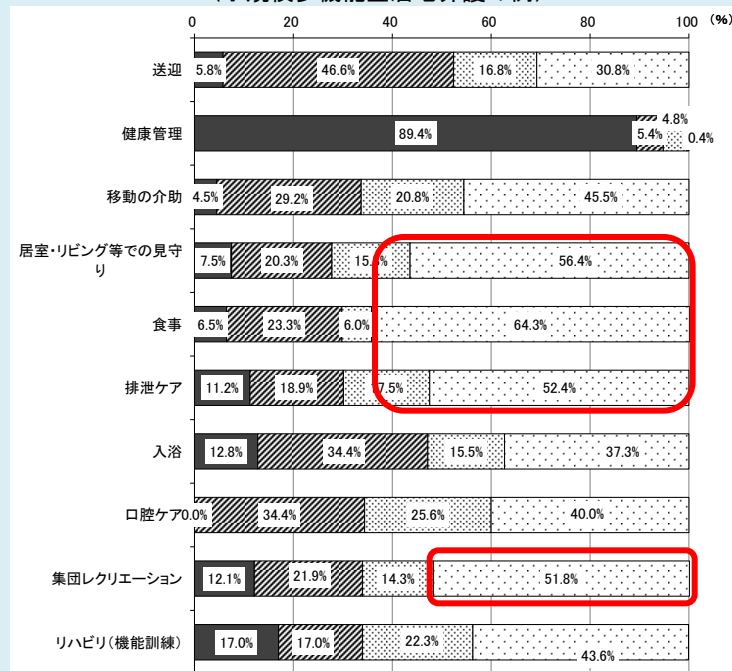 0 20 40 60 80 100 (%)
送迎 5.8% 46.6% 16.8% 30.8%
健康管理 89.4% 5.4% 4.8% 0.4%
移動の介助 4.5% 29.2% 20.8% 45.5%
居室・リビング等での見守
り 7.5% 20.3% 56.4%
食事 6.5% 23.3% 6.0% 64.3%
排泄ケア 11.2% 18.9% 17.5% 52.4%
入浴 12.8% 34.4% 15.5% 37.3%
口腔ケア 0.0% 34.4% 25.6% 40.0%
集団レクリエーション 12.1% 21.9% 14.3% 51.8%
リハビリ(機能訓練) 17.0% 17.0% 22.3% 43.6%